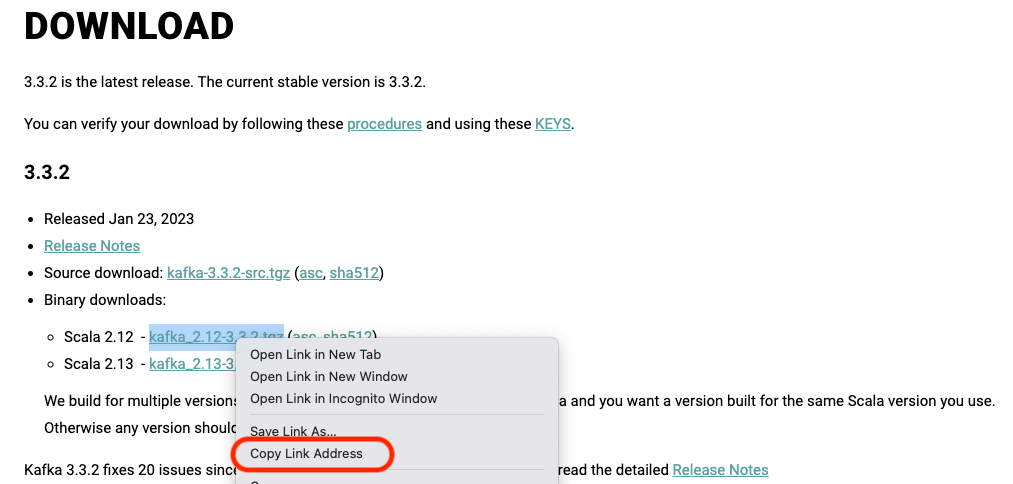 DOWNLOAD
3.3.2 is the latest release. The current stable version is 3.3.2.
You can verify your download by following these procedures and using these KEYS.
3.3.2
Released Jan 23, 2023
Release Notes
Source download: kafka-3.3.2-src.tgz (asc, sha512)
Binary downloads:
Scala 2.12 - kafka_2.12-3.3.2.tgz (asc, sha512)
Scala 2.13 - kafka_2.13-3.
Open Link in New Tab
Open Link in New Window
Open Link in Incognito Window
Save Link As...
Copy Link Address
We build for multiple versions a and you want a version built for the same Scala version you use.
Otherwise any version should
Kafka 3.3.2 fixes 20 issues since read the detailed Release Notes